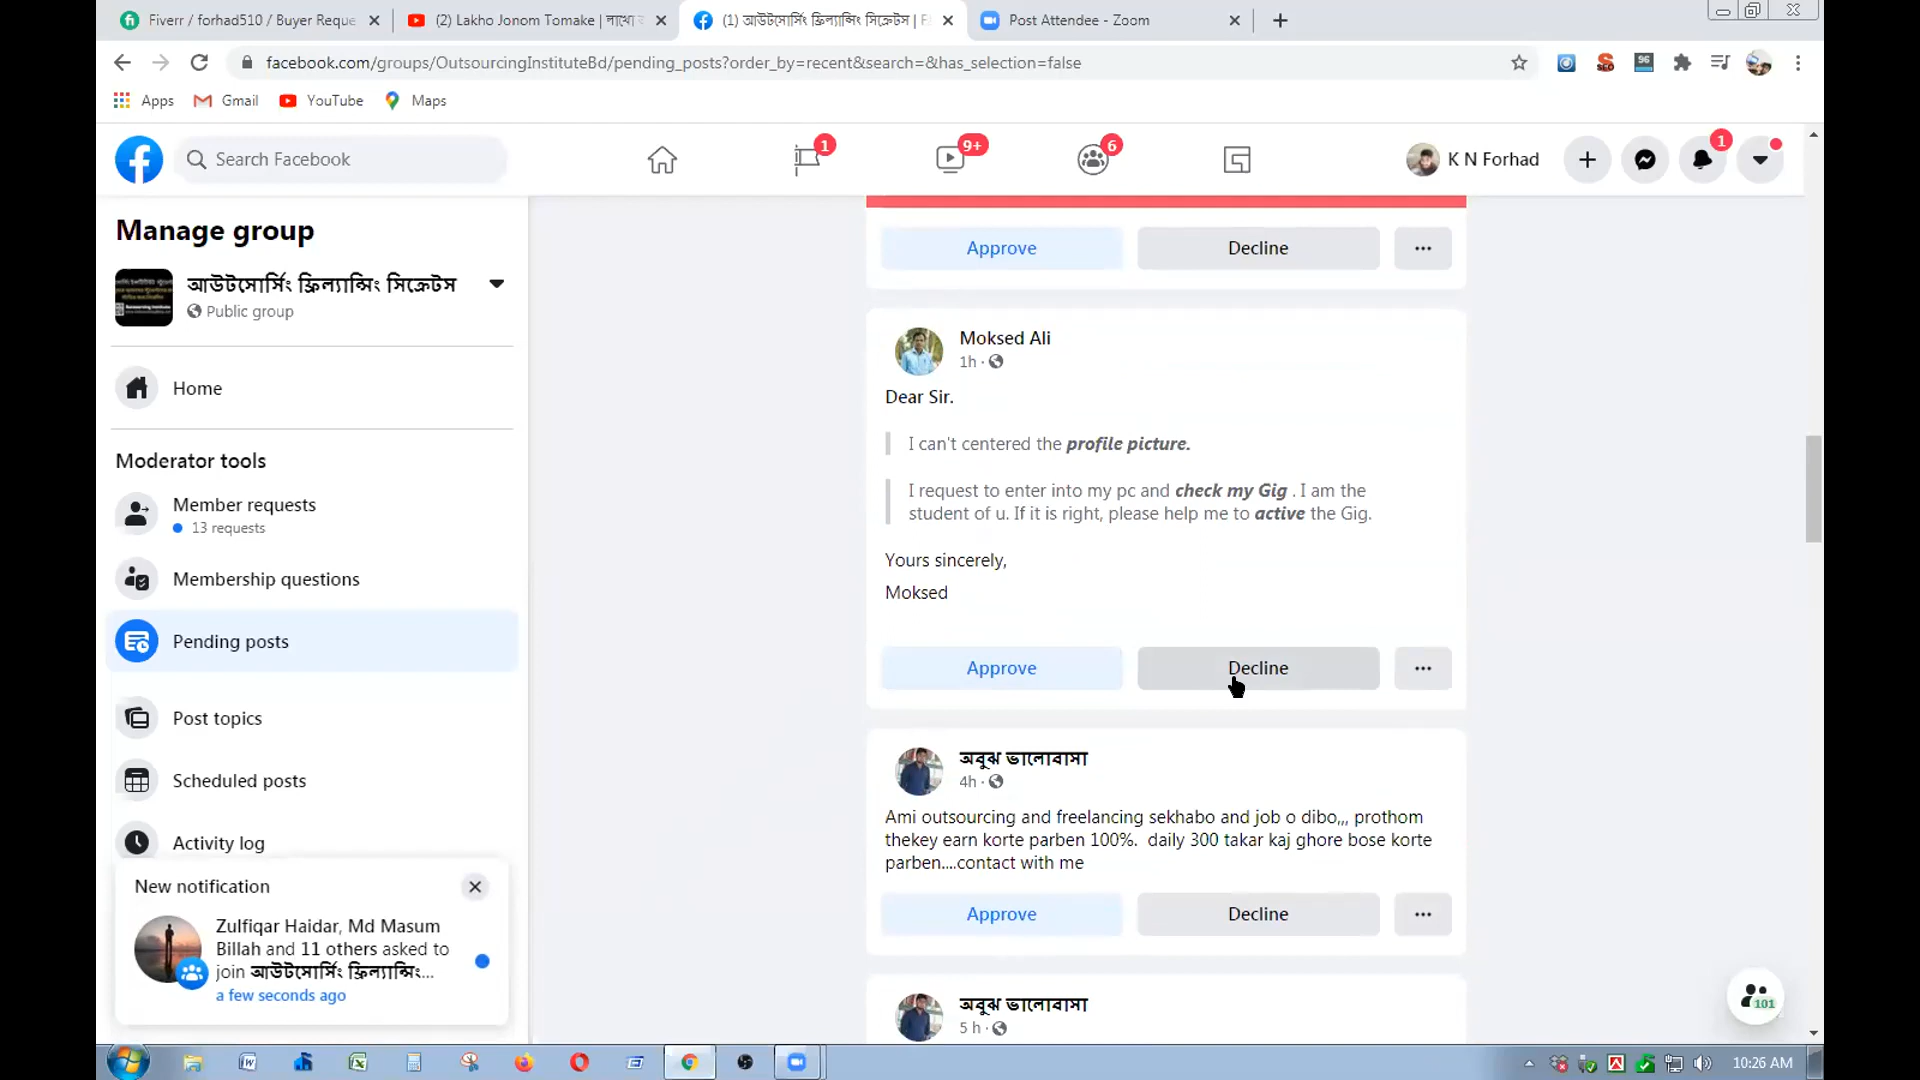 Fiverr / forhad510 / Buyer Reque
(2) Lakho Jonom Tomake | লাখো
(1) আউটসোর্সিং ফ্রিল্যান্সিং সিক্রেটস | F
Post Attendee - Zoom
facebook.com/groups/OutsourcingInstituteBd/pending_posts?order_by=recent&search=&has_selection=false
96
Apps
Gmail
YouTube
Maps
Search Facebook
1
9+
6
K N Forhad
1
Manage group
আউটসোর্সিং ফ্রিল্যান্সিং সিক্রেটস
Public group
Home
Moderator tools
Member requests
13 requests
Membership questions
Pending posts
Post topics
Scheduled posts
Activity log
New notification
Zulfiqar Haidar, Md Masum
Billah and 11 others asked to
join আউটসোর্সিং ফ্রিল্যান্সিং...
a few seconds ago
Approve
Decline
Moksed Ali
1h ·
Dear Sir.
I can't centered the profile picture.
I request to enter into my pc and check my Gig . I am the
student of u. If it is right, please help me to active the Gig.
Yours sincerely,
Moksed
Approve
Decline
অবুঝ ভালোবাসা
4h ·
Ami outsourcing and freelancing sekhabo and job o dibo,,, prothom
thekey earn korte parben 100%. daily 300 takar kaj ghore bose korte
parben....contact with me
Approve
Decline
অবুঝ ভালোবাসা
5 h ·
101
10:26 AM